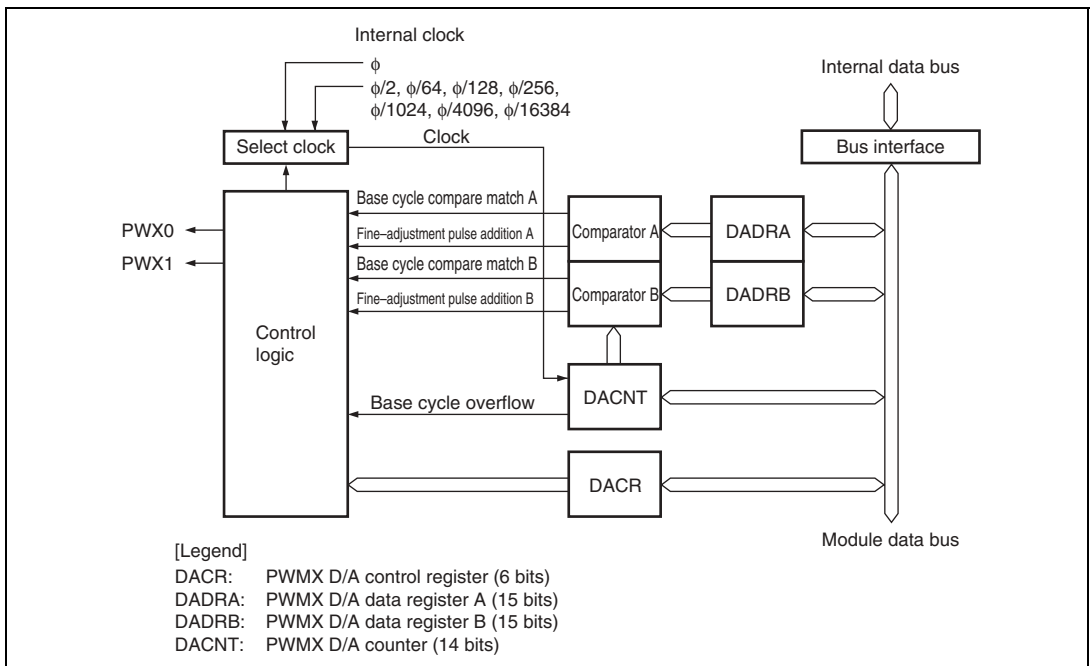 Internal clock
ϕ
ϕ/2, ϕ/64, ϕ/128, ϕ/256,
ϕ/1024, ϕ/4096, ϕ/16384
Internal data bus
Select clock
Clock
Bus interface
Base cycle compare match A
Fine–adjustment pulse addition A
Base cycle compare match B
Fine–adjustment pulse addition B
PWX0
PWX1
Comparator A
DADRA
Comparator B
DADRB
Control
logic
DACNT
Base cycle overflow
DACR
Module data bus
[Legend]
DACR: PWMX D/A control register (6 bits)
DADRA: PWMX D/A data register A (15 bits)
DADRB: PWMX D/A data register B (15 bits)
DACNT: PWMX D/A counter (14 bits)